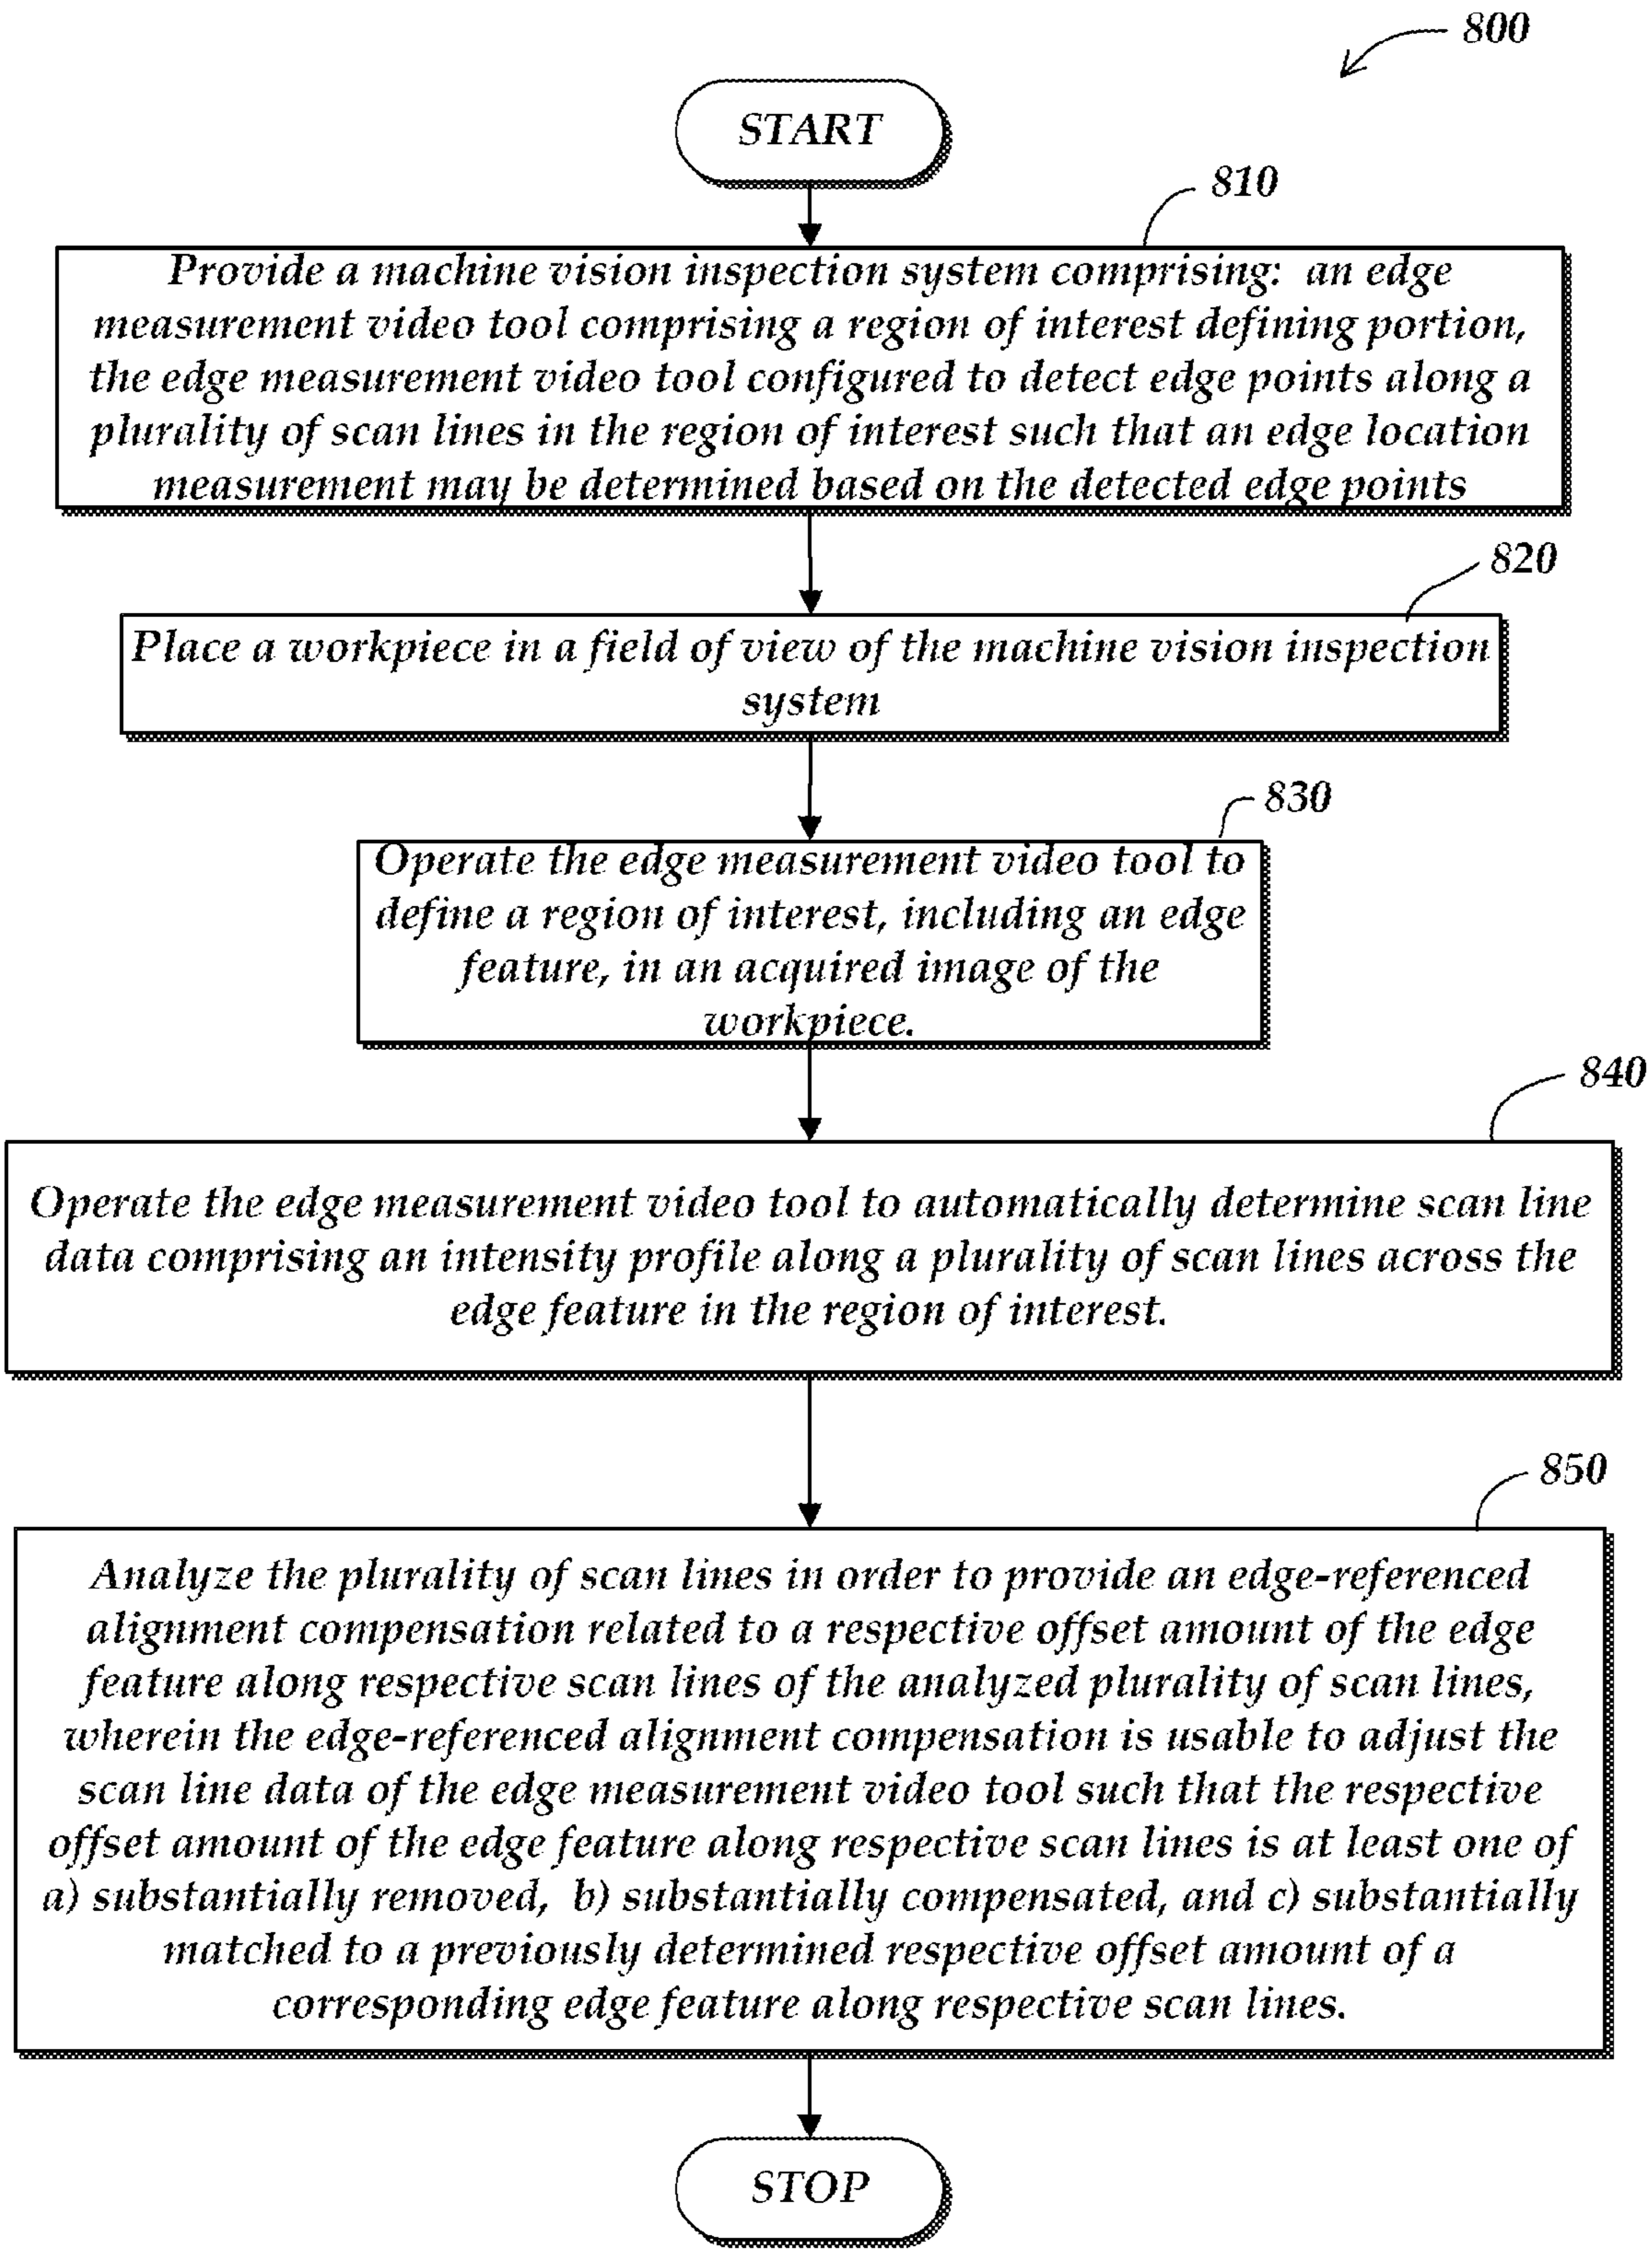 800
START
810
Provide a machine vision inspection system comprising: an edge
measurement video tool comprising a region of interest defining portion,
the edge measurement video tool configured to detect edge points along a
plurality of scan lines in the region of interest such that an edge location
measurement may be determined based on the detected edge points
820
Place a workpiece in a field of view of the machine vision inspection
system
830
Operate the edge measurement video tool to
define a region of interest, including an edge
feature, in an acquired image of the
workpiece.
840
Operate the edge measurement video tool to automatically determine scan line
data comprising an intensity profile along a plurality of scan lines across the
edge feature in the region of interest.
850
Analyze the plurality of scan lines in order to provide an edge-referenced
alignment compensation related to a respective offset amount of the edge
feature along respective scan lines of the analyzed plurality of scan lines,
wherein the edge-referenced alignment compensation is usable to adjust the
scan line data of the edge measurement video tool such that the respective
offset amount of the edge feature along respective scan lines is at least one of
a) substantially removed, b) substantially compensated, and c) substantially
matched to a previously determined respective offset amount of a
corresponding edge feature along respective scan lines.
STOP